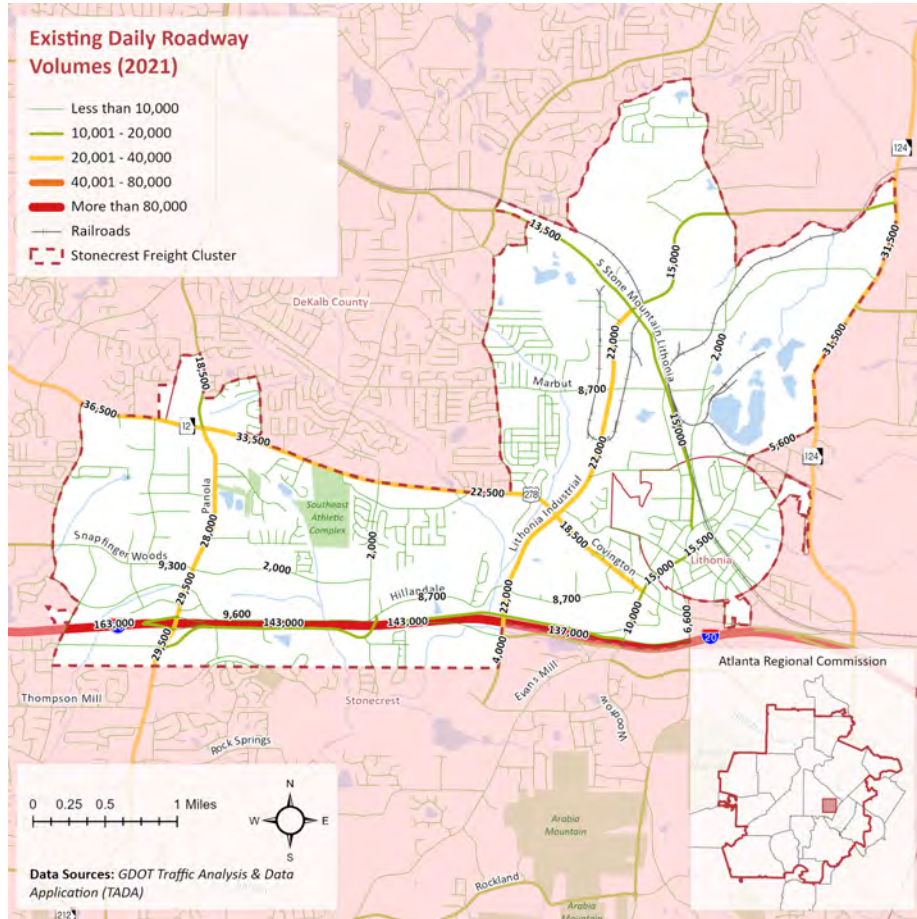 Existing Daily Roadway
Volumes (2021)
Less than 10,000
10,001 - 20,000
20,001 - 40,000
40,001 - 80,000
More than 80,000
Railroads
Stonecrest Freight Cluster
124
13,500
15,000
31,500
S Stone Mountain Lithonia
DeKalb County
22,000
2,000
31,500
18,500
Marbut
8,700
36,500
12
33,500
15,000
5,600
22,000
124
22,500
278
Panola
Southeast
Athletic
Complex
Lithonia Industrial
18,500
Covington
28,000
2,000
15,500
Lithonia
Snapfinger Woods
9,300
2,000
15,000
Hillandale
8,700
8,700
29,500
22,000
10,000
6,600
163,000
9,600
143,000
143,000
137,000
20
29,500
4,000
Evans Mill
Atlanta Regional Commission
Thompson Mill
Stonecrest
Woodrow
Rock Springs
0 0.25 0.5 1 Miles
N
W E
S
Arabia
Mountain
Data Sources: GDOT Traffic Analysis & Data
Application (TADA)
Rockland
212
Arabia
Mountain